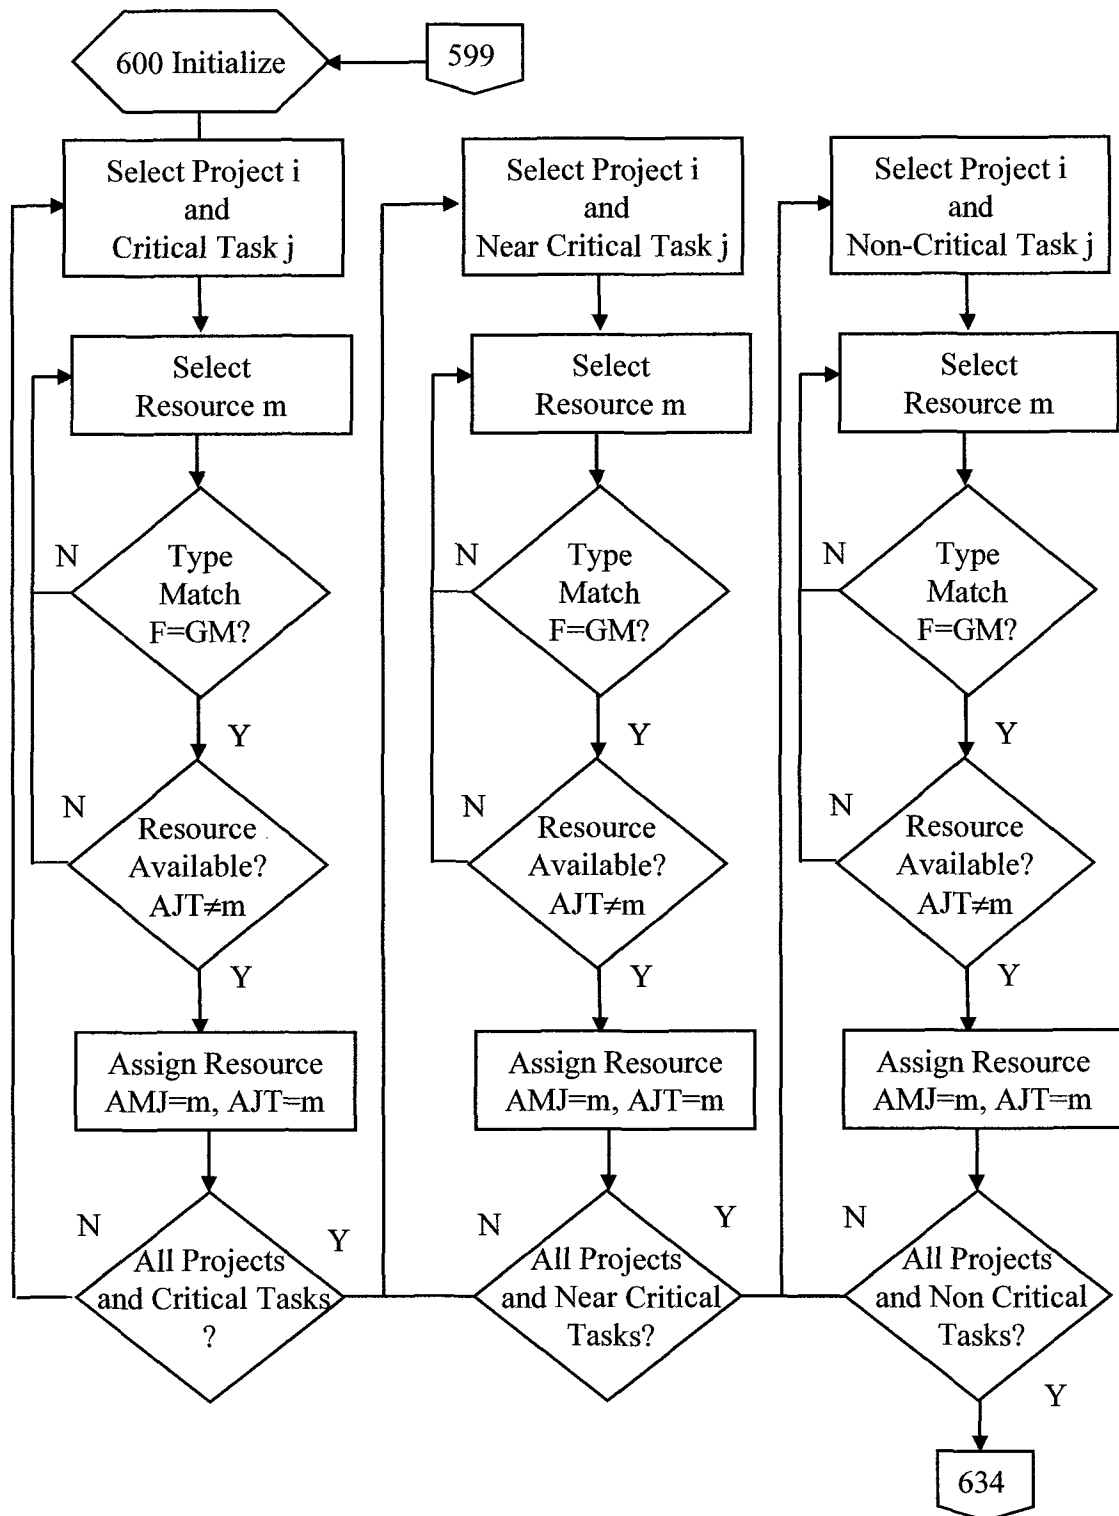 600 Initialize
599
Select Project i
and
Critical Task j
Select
Resource m
N
Type
Match
F=GM?
Y
N
Resource
Available?
AJT≠m
Y
Assign Resource
AMJ=m, AJT=m
N
Y
All Projects
and Critical Tasks
?
Select Project i
and
Near Critical Task j
Select
Resource m
N
Type
Match
F=GM?
Y
N
Resource
Available?
AJT≠m
Y
Assign Resource
AMJ=m, AJT=m
N
Y
All Projects
and Near Critical
Tasks?
Select Project i
and
Non-Critical Task j
Select
Resource m
N
Type
Match
F=GM?
Y
N
Resource
Available?
AJT≠m
Y
Assign Resource
AMJ=m, AJT=m
N
All Projects
and Non Critical
Tasks?
Y
634